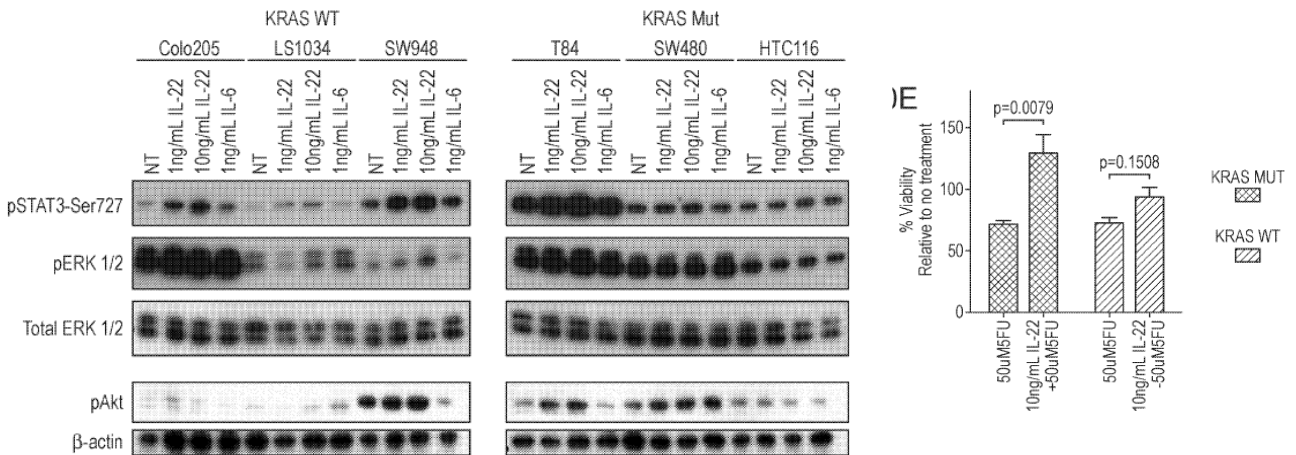 KRAS WT
KRAS Mut
Colo205 LS1034 SW948
T84 SW480 HTC116
NT 1ng/mL IL-22 10ng/mL IL-22 1ng/mL IL-6 NT 1ng/mL IL-22 10ng/mL IL-22 1ng/mL IL-6 NT 1ng/mL IL-22 10ng/mL IL-22 1ng/mL IL-6
NT 1ng/mL IL-22 10ng/mL IL-22 1ng/mL IL-6 NT 1ng/mL IL-22 10ng/mL IL-22 1ng/mL IL-6 NT 1ng/mL IL-22 10ng/mL IL-22 1ng/mL IL-6
pSTAT3-Ser727
pERK 1/2
Total ERK 1/2
pAkt
β-actin
E
% Viability
Relative to no treatment
150
100
50
0
p=0.0079
p=0.1508
50uM5FU
10ng/mL IL-22
+50uM5FU
50uM5FU
10ng/mL IL-22
-50uM5FU
KRAS MUT
KRAS WT